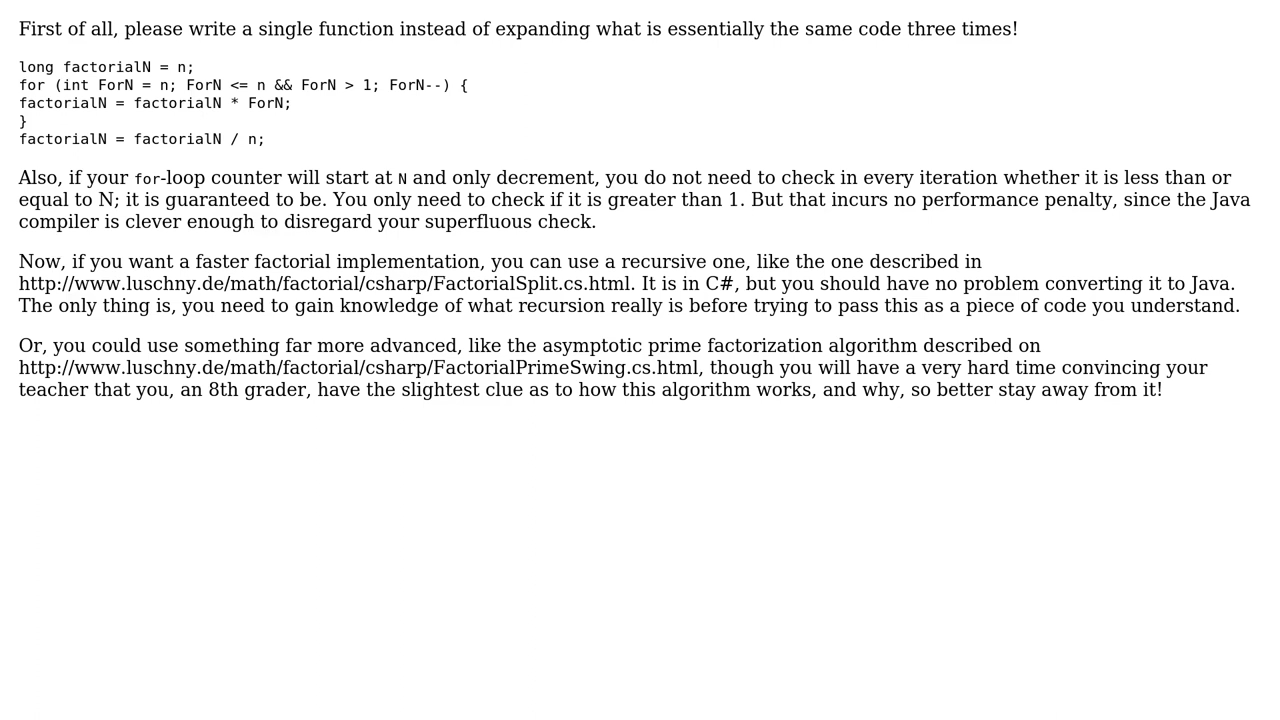 First of all, please write a single function instead of expanding what is essentially the same code three times!
long factorialN = n;
for (int ForN = n; ForN <= n && ForN > 1; ForN--) {
factorialN = factorialN * ForN;
}
factorialN = factorialN / n;
Also, if your for-loop counter will start at N and only decrement, you do not need to check in every iteration whether it is less than or
equal to N; it is guaranteed to be. You only need to check if it is greater than 1. But that incurs no performance penalty, since the Java
compiler is clever enough to disregard your superfluous check.
Now, if you want a faster factorial implementation, you can use a recursive one, like the one described in
http://www.luschny.de/math/factorial/csharp/FactorialSplit.cs.html. It is in C#, but you should have no problem converting it to Java.
The only thing is, you need to gain knowledge of what recursion really is before trying to pass this as a piece of code you understand.
Or, you could use something far more advanced, like the asymptotic prime factorization algorithm described on
http://www.luschny.de/math/factorial/csharp/FactorialPrimeSwing.cs.html, though you will have a very hard time convincing your
teacher that you, an 8th grader, have the slightest clue as to how this algorithm works, and why, so better stay away from it!